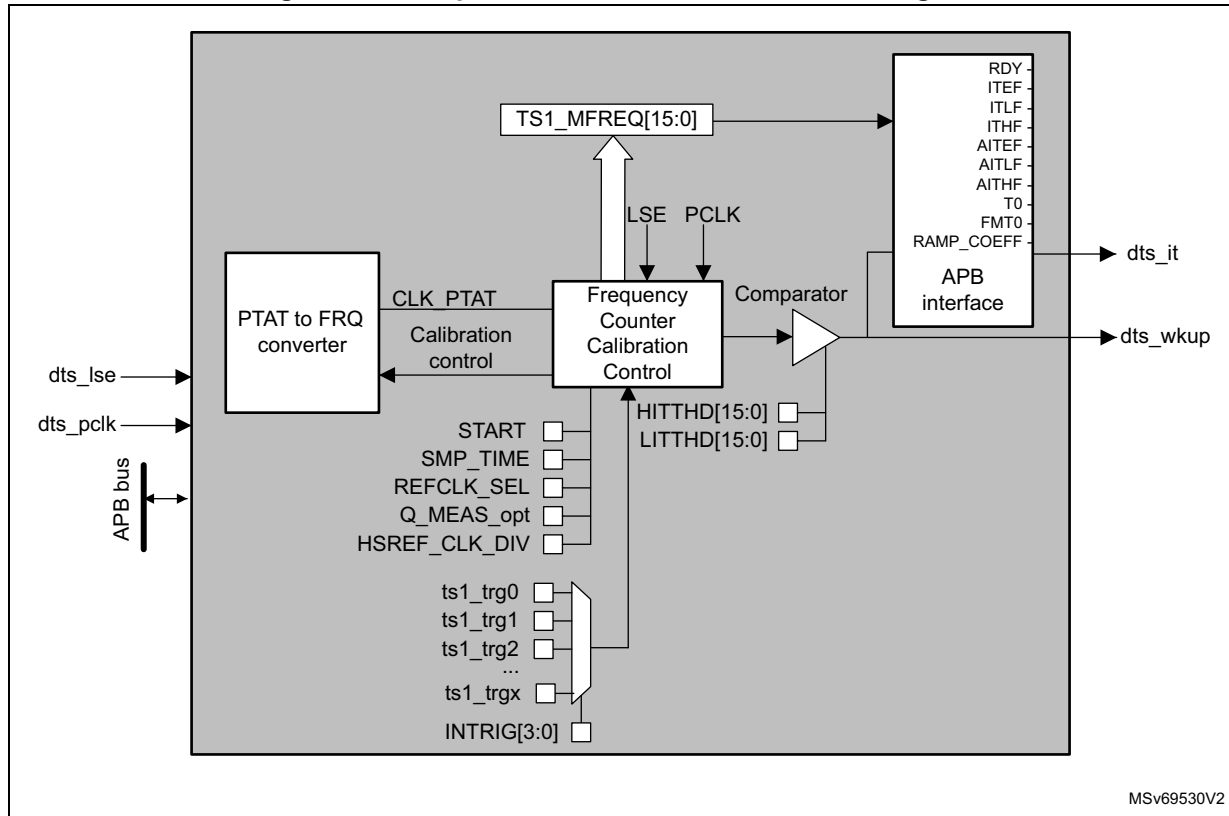 RDY
ITEF
ITLF
ITHF
AITEF
AITLF
AITHF
T0
FMT0
RAMP_COEFF
APB
interface
TS1_MFREQ[15:0]
LSE PCLK
dts_it
PTAT to FRQ
converter
CLK_PTAT
Calibration
control
Frequency
Counter
Calibration
Control
Comparator
dts_wkup
dts_lse
dts_pclk
APB bus
HITTHD[15:0]
LITTHD[15:0]
START
SMP_TIME
REFCLK_SEL
Q_MEAS_opt
HSREF_CLK_DIV
ts1_trg0
ts1_trg1
ts1_trg2
...
ts1_trgx
INTRIG[3:0]
MSv69530V2